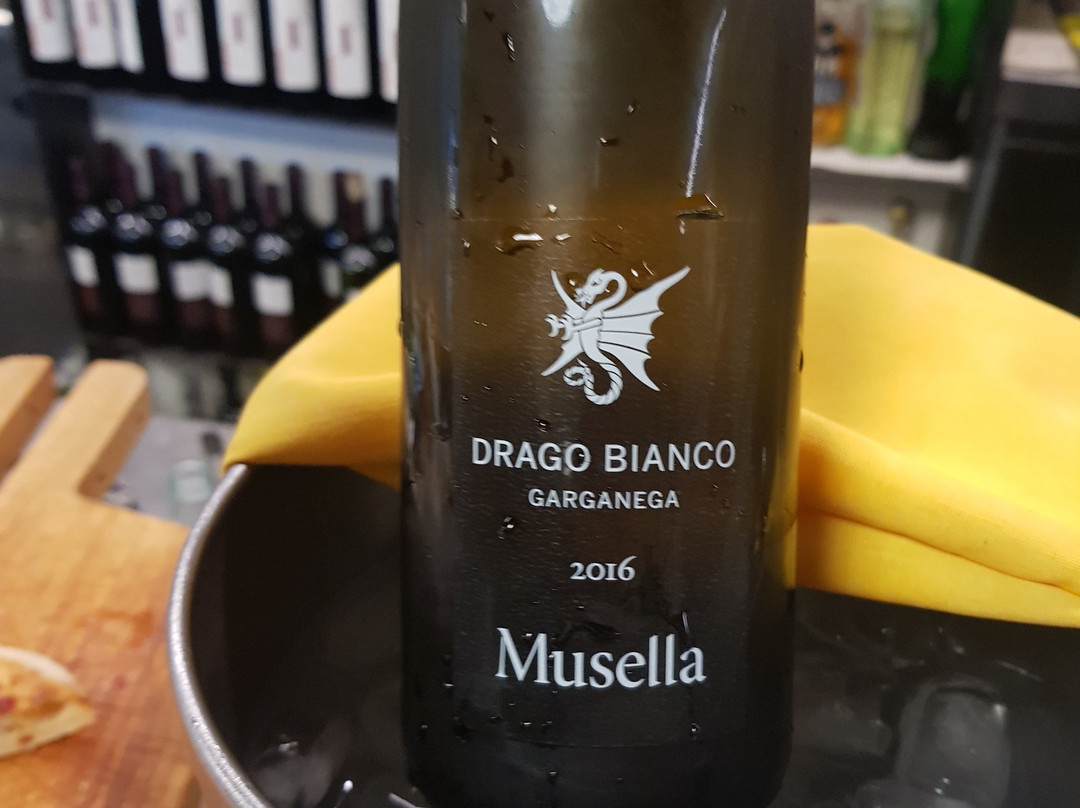 DRAGO BIANCO
GARGANEGA
2016
Musella